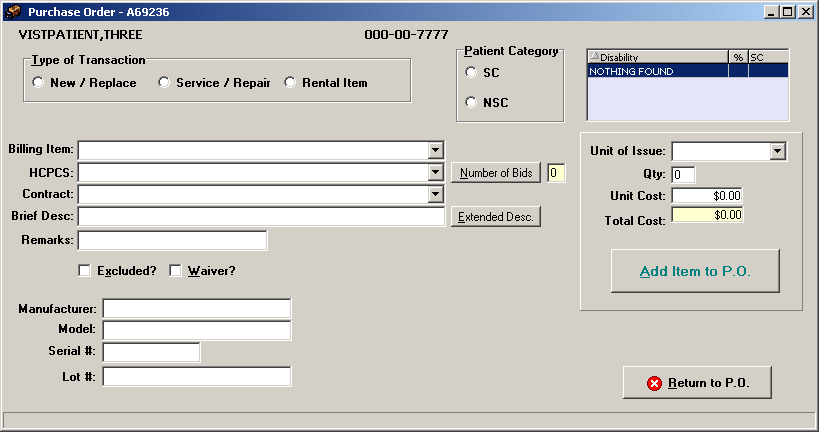 Purchase Order - A69236
VISTPATIENT,THREE 000-00-7777
Type of Transaction
New / Replace Service / Repair Rental Item
Patient Category
SC
NSC
Disability % SC
NOTHING FOUND
Billing Item:
HCPCS: Number of Bids 0
Contract:
Brief Desc: Extended Desc.
Remarks:
Excluded? Waiver?
Unit of Issue:
Qty: 0
Unit Cost: $0.00
Total Cost: $0.00
Add Item to P.O.
Manufacturer:
Model:
Serial #:
Lot #:
Return to P.O.